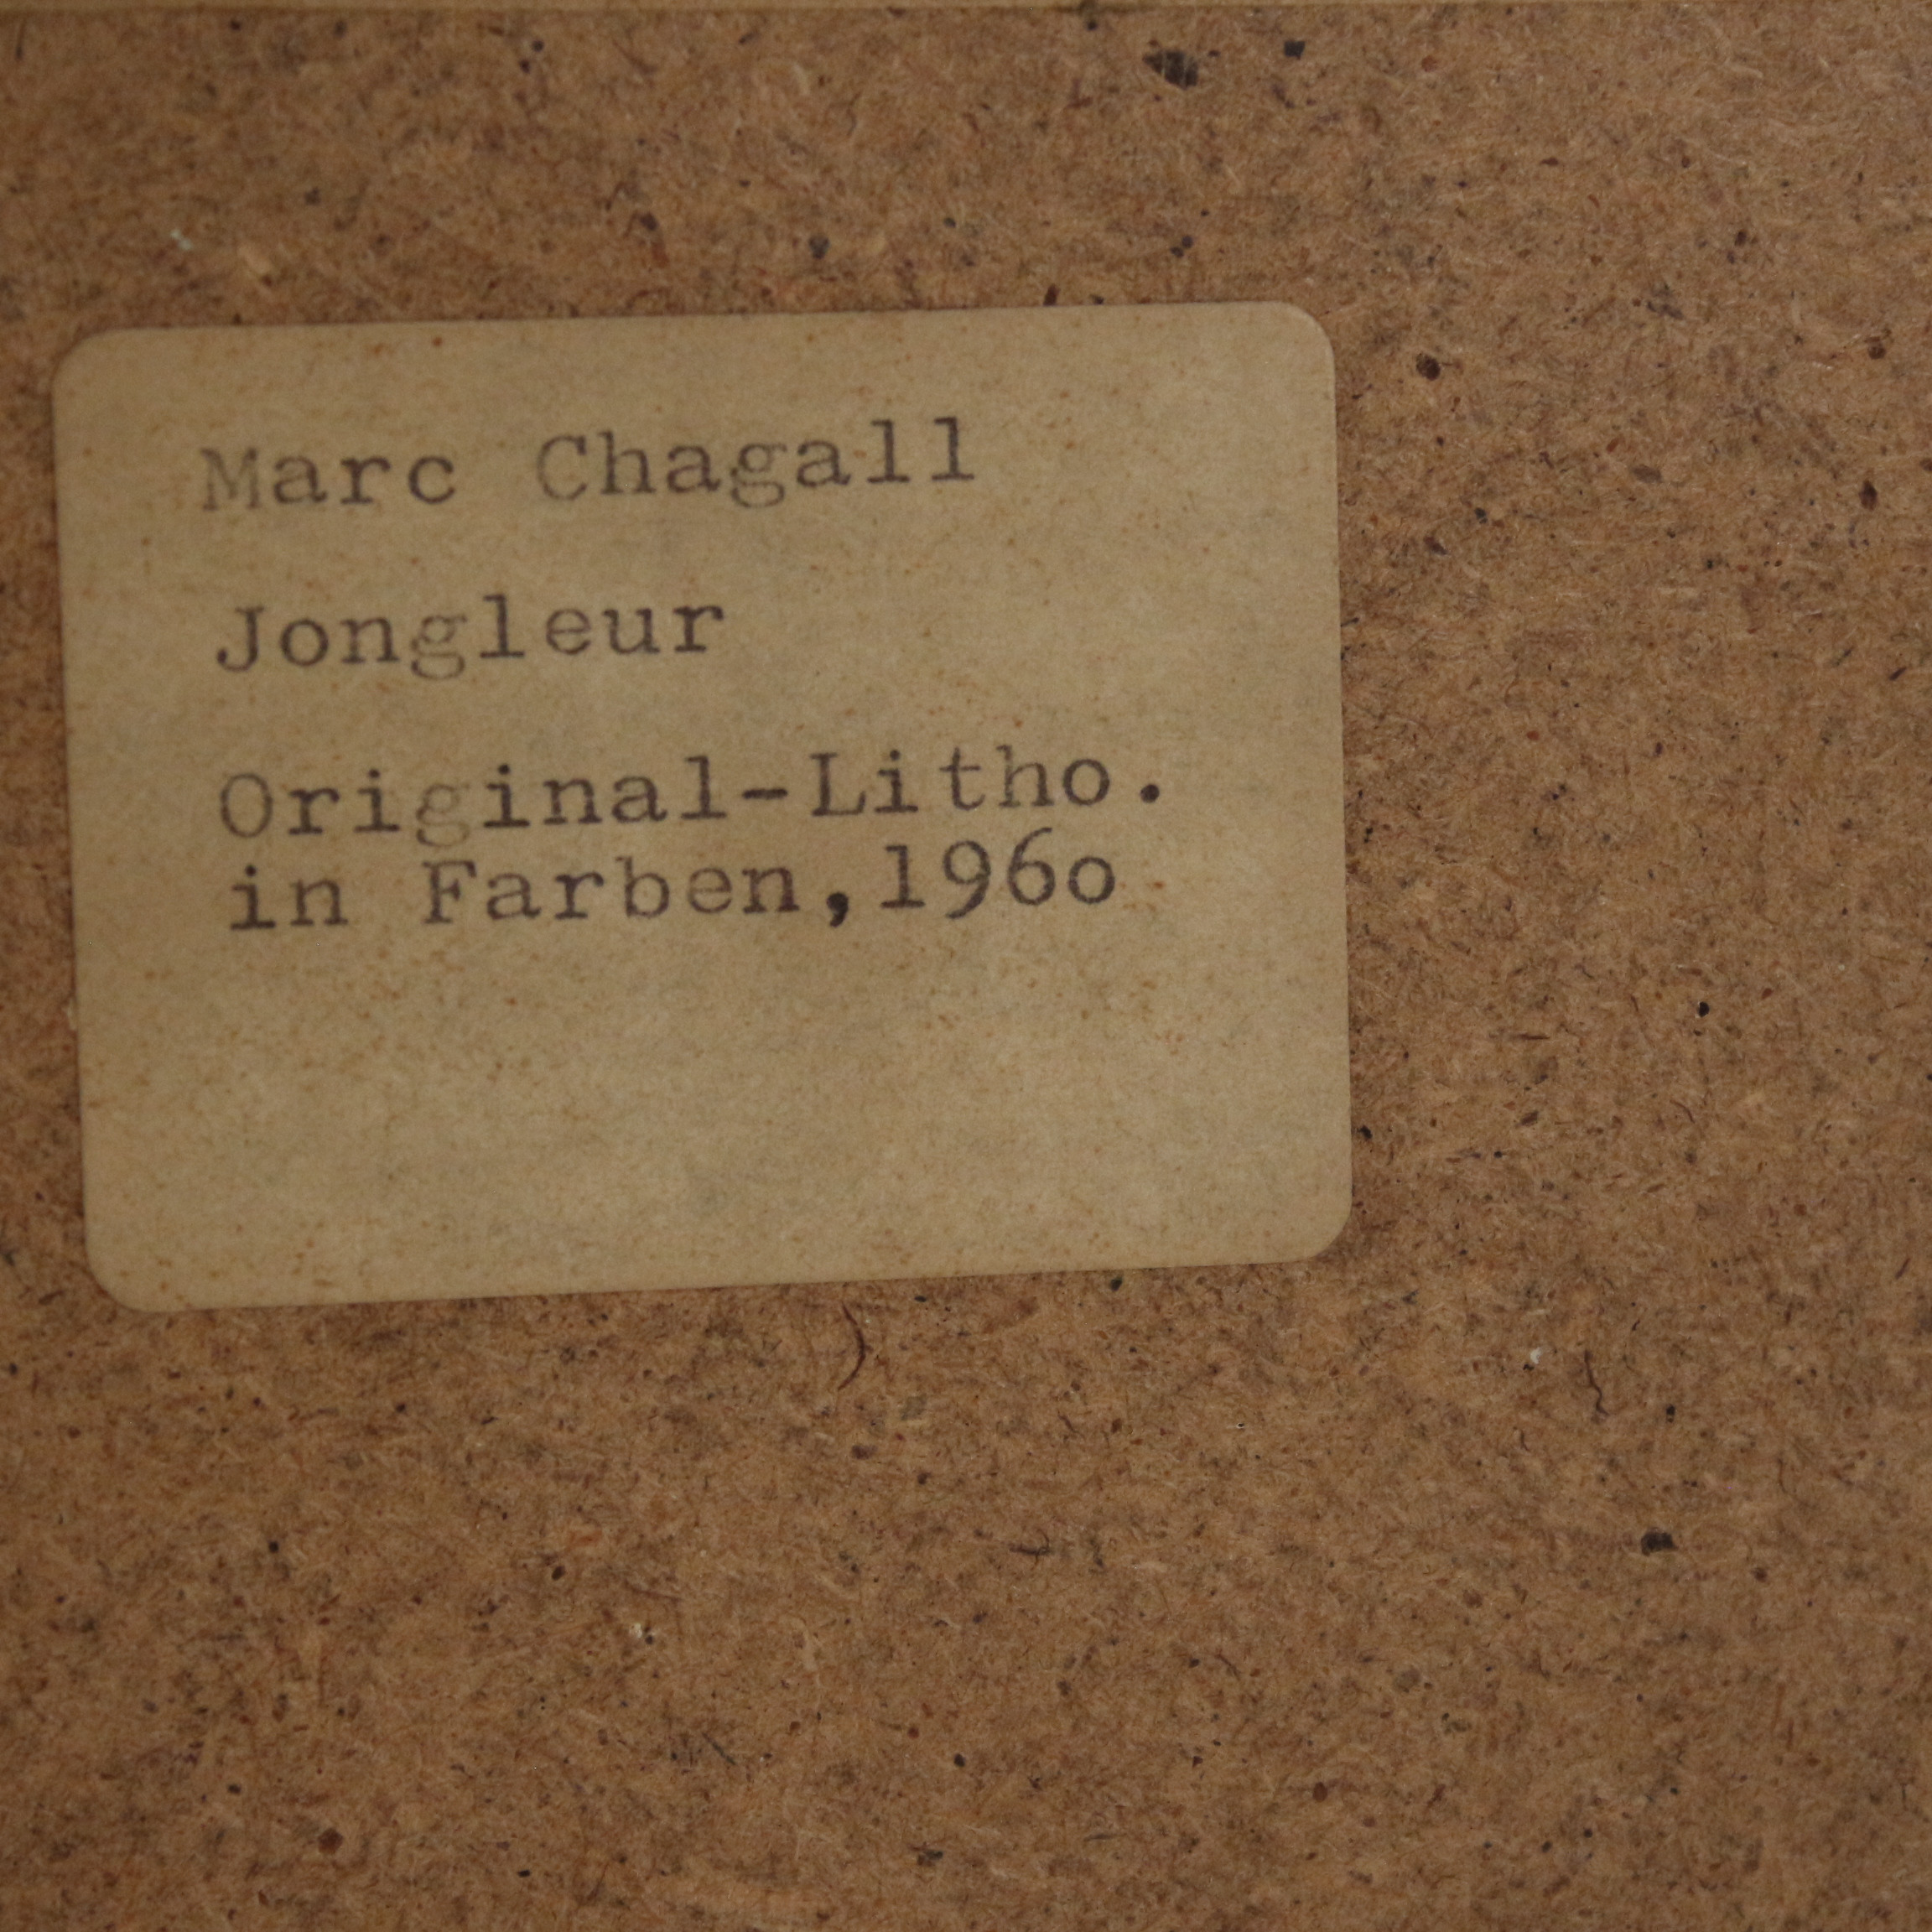 Marc Chagall
Jongleur
Original-Litho.
in Farben,196o